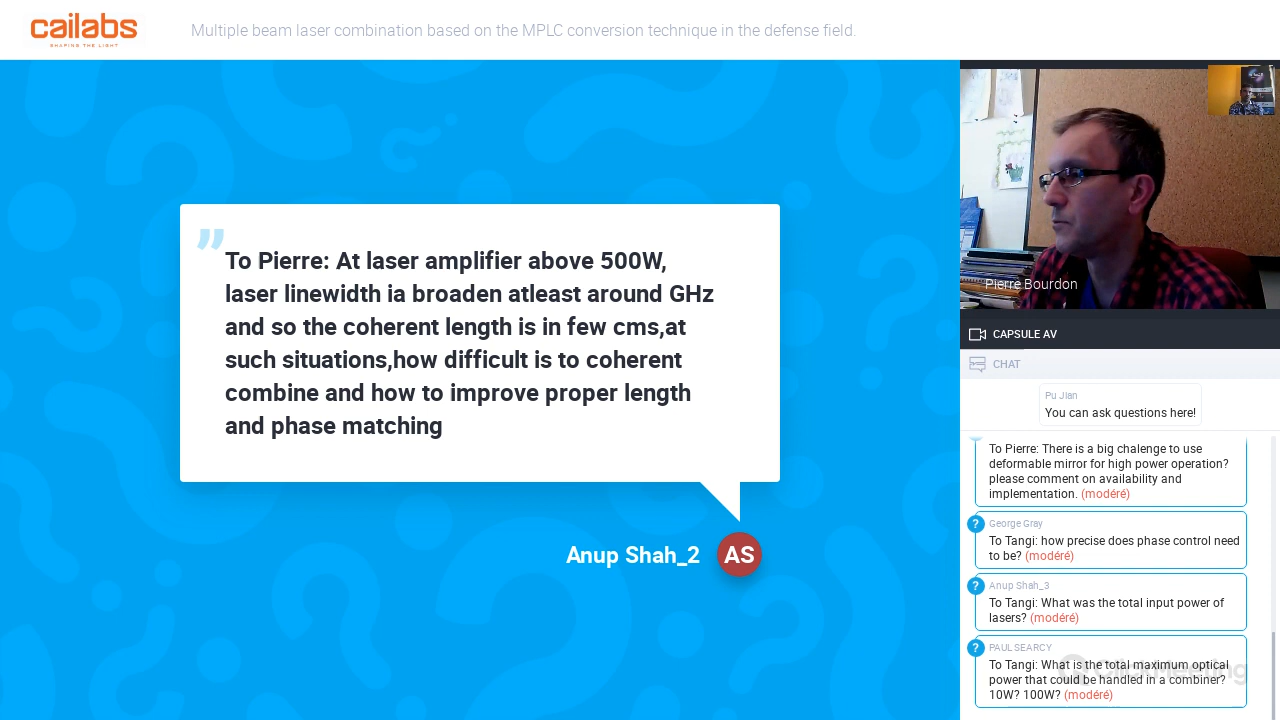 cailabs
SHAPING THE LIGHT
Multiple beam laser combination based on the MPLC conversion technique in the defense field.
”
To Pierre: At laser amplifier above 500W,
laser linewidth ia broaden atleast around GHz
and so the coherent length is in few cms,at
such situations,how difficult is to coherent
combine and how to improve proper length
and phase matching
Anup Shah_2
AS
Pierre Bourdon
CAPSULE AV
CHAT
Pu Jian
You can ask questions here!
To Pierre: There is a big chalenge to use
deformable mirror for high power operation?
please comment on availability and
implementation. (modéré)
?
George Gray
To Tangi: how precise does phase control need
to be? (modéré)
?
Anup Shah_3
To Tangi: What was the total input power of
lasers? (modéré)
?
PAUL SEARCY
To Tangi: What is the total maximum optical
power that could be handled in a combiner?
10W? 100W? (modéré)